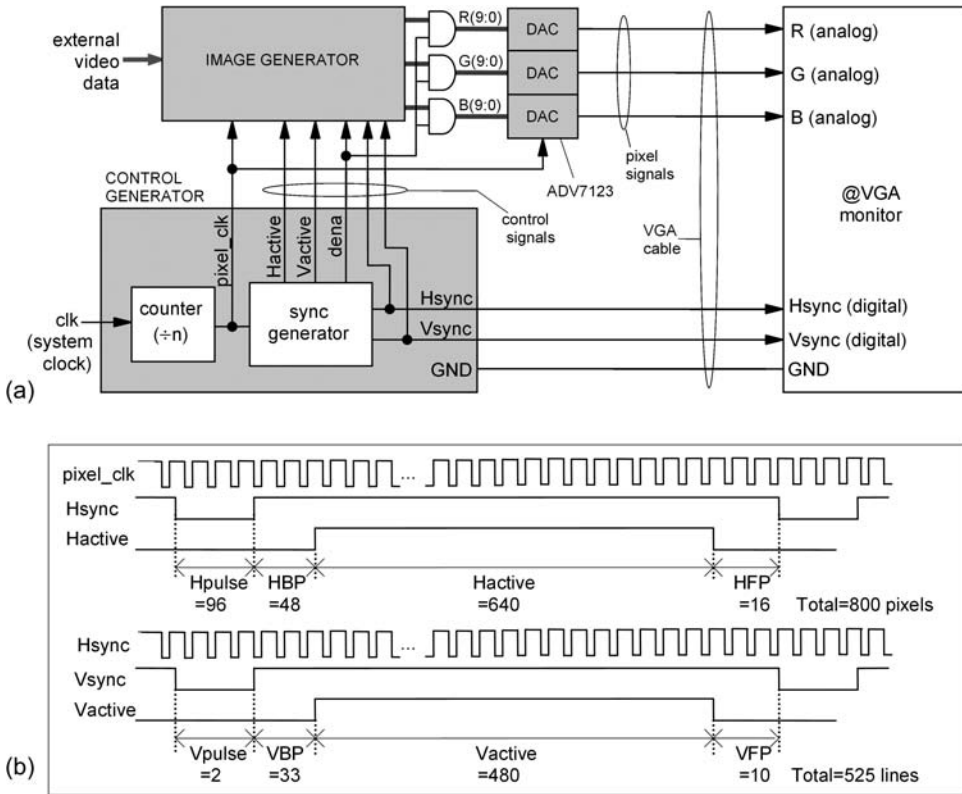 external
video
data
IMAGE GENERATOR
R(9:0)
G(9:0)
B(9:0)
DAC
DAC
DAC
ADV7123
pixel
signals
R (analog)
G (analog)
B (analog)
@VGA
monitor
VGA
cable
CONTROL
GENERATOR
control
signals
pixel_clk
Hactive
Vactive
dena
clk
(system
clock)
counter
(÷n)
sync
generator
Hsync
Vsync
GND
Hsync (digital)
Vsync (digital)
GND
(a)
pixel_clk
...
Hsync
Hactive
Hpulse
=96
HBP
=48
Hactive
=640
HFP
=16
Total=800 pixels
Hsync
...
Vsync
Vactive
Vpulse
=2
VBP
=33
Vactive
=480
VFP
=10
Total=525 lines
(b)